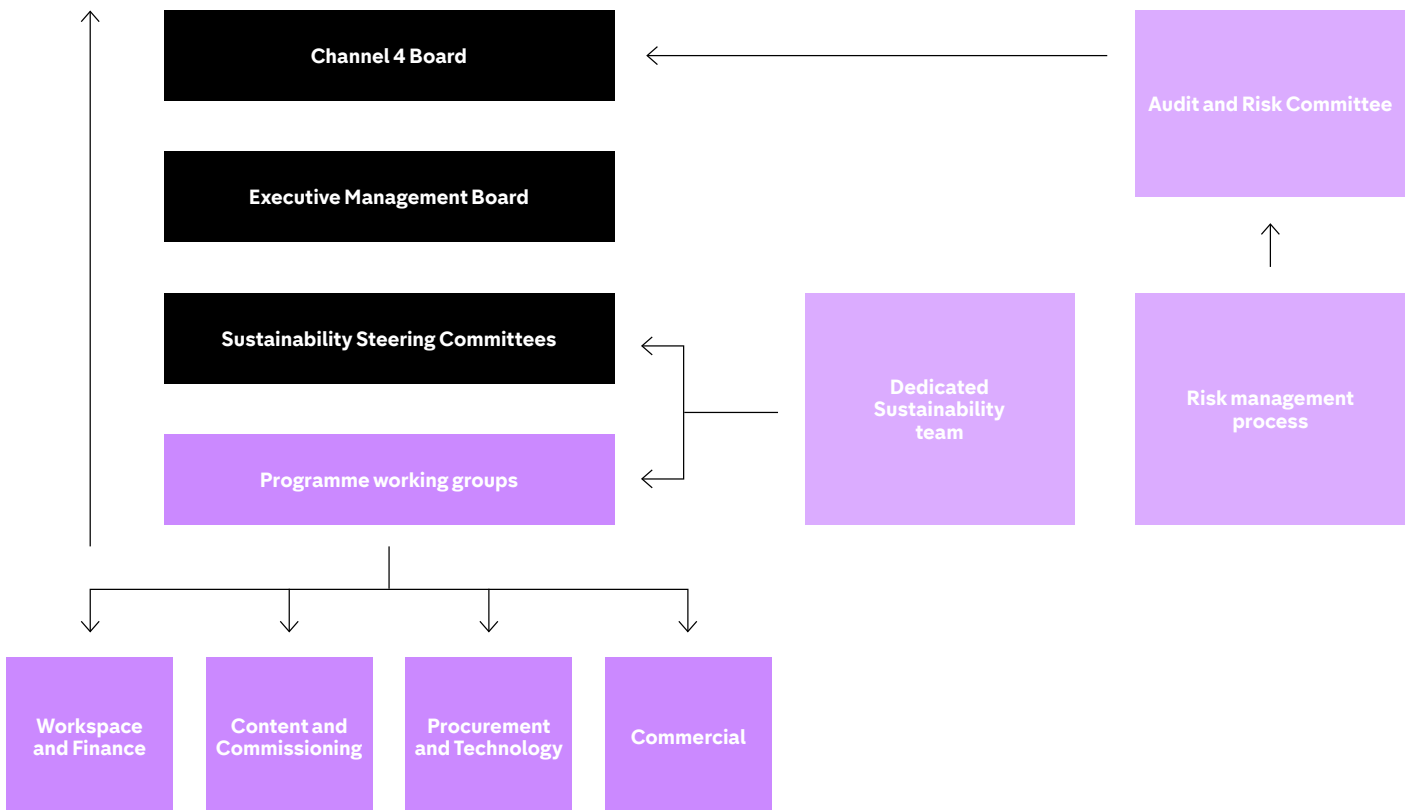 Channel 4 Board
Audit and Risk Committee
Executive Management Board
Sustainability Steering Committees
Dedicated
Sustainability
team
Risk management
process
Programme working groups
Workspace
and Finance
Content and
Commissioning
Procurement
and Technology
Commercial